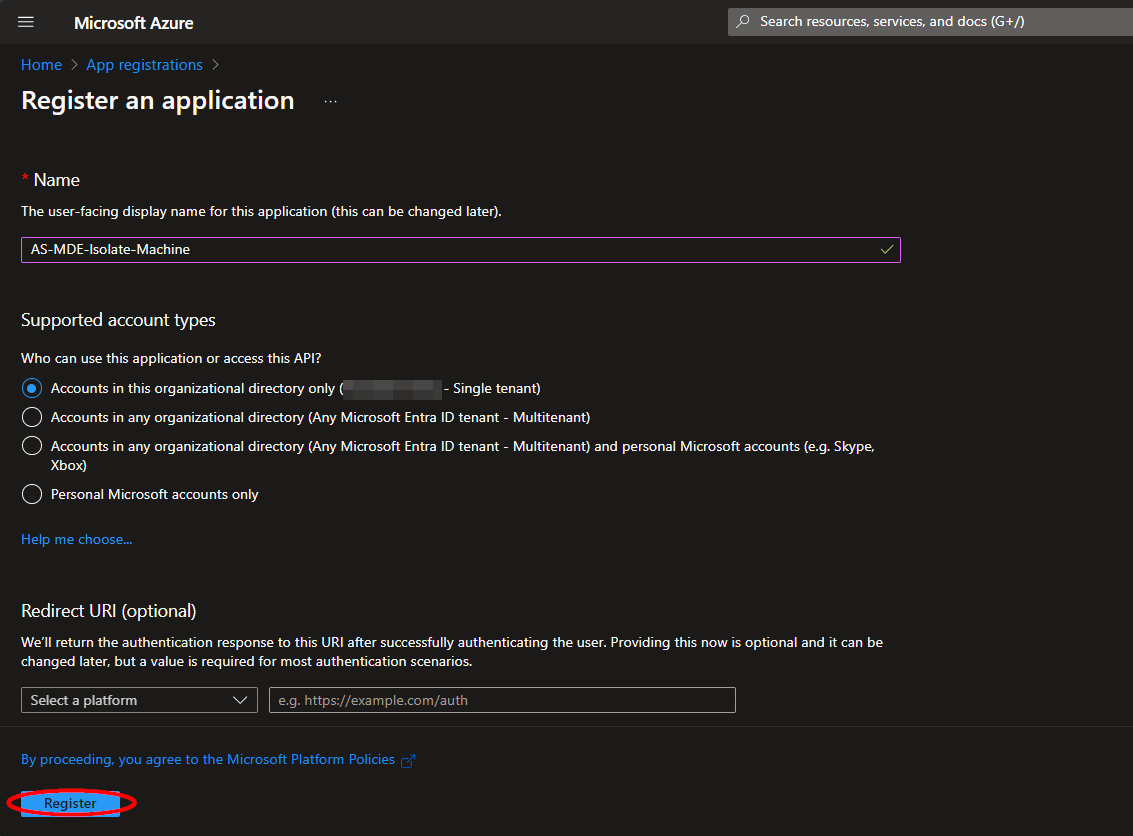 Microsoft Azure
Search resources, services, and docs (G+/)
Home > App registrations >
Register an application ...
* Name
The user-facing display name for this application (this can be changed later).
AS-MDE-Isolate-Machine
Supported account types
Who can use this application or access this API?
Accounts in this organizational directory only ( - Single tenant)
Accounts in any organizational directory (Any Microsoft Entra ID tenant - Multitenant)
Accounts in any organizational directory (Any Microsoft Entra ID tenant - Multitenant) and personal Microsoft accounts (e.g. Skype,
Xbox)
Personal Microsoft accounts only
Help me choose...
Redirect URI (optional)
We'll return the authentication response to this URI after successfully authenticating the user. Providing this now is optional and it can be
changed later, but a value is required for most authentication scenarios.
Select a platform
e.g. https://example.com/auth
By proceeding, you agree to the Microsoft Platform Policies
Register